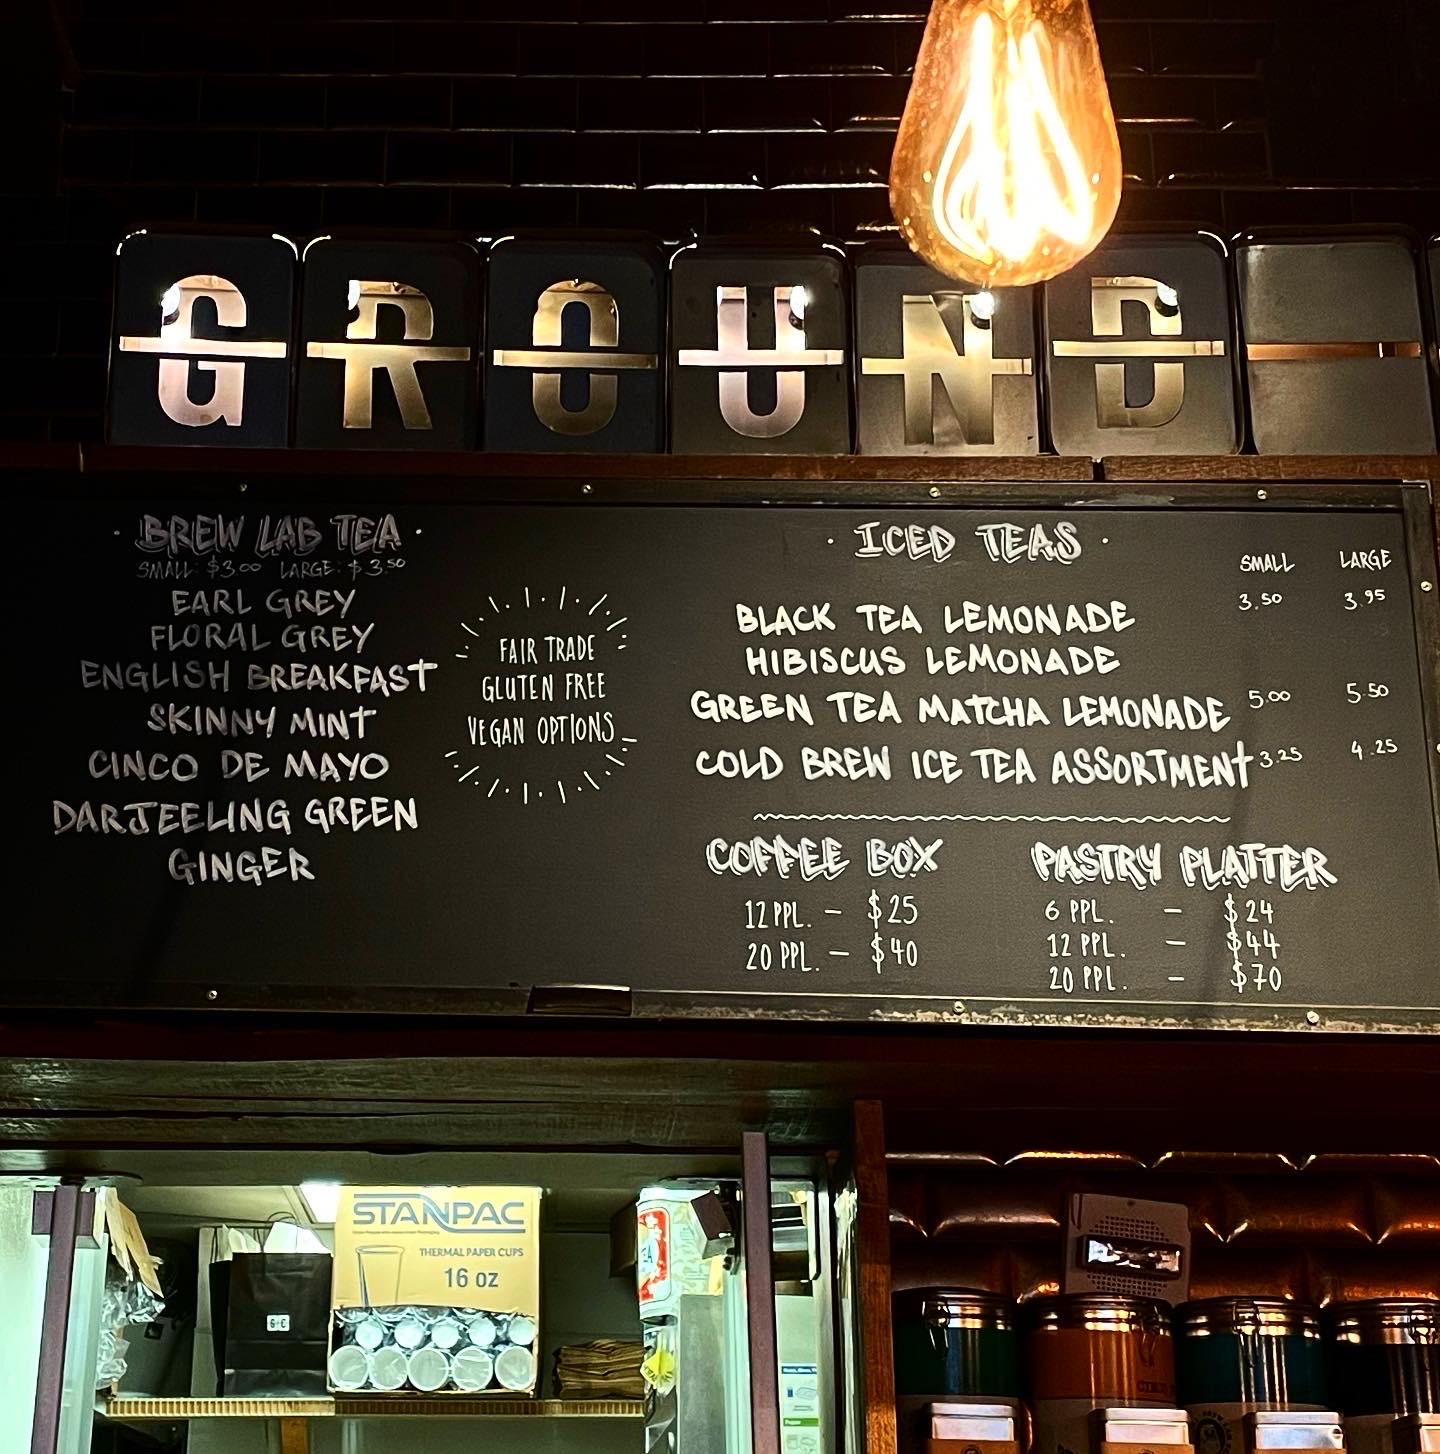 GROUND
· BREW LAB TEA ·
SMALL: $3.00 LARGE: $3.50
EARL GREY
FLORAL GREY
ENGLISH BREAKFAST
SKINNY MINT
CINCO DE MAYO
DARJEELING GREEN
GINGER
FAIR TRADE
GLUTEN FREE
VEGAN OPTIONS
· ICED TEAS ·
SMALL LARGE
BLACK TEA LEMONADE 3.50 3.95
HIBISCUS LEMONADE
GREEN TEA MATCHA LEMONADE 5.00 5.50
COLD BREW ICE TEA ASSORTMENT 3.25 4.25
COFFEE BOX
12 PPL. – $25
20 PPL. – $40
PASTRY PLATTER
6 PPL. – $24
12 PPL. – $44
20 PPL. – $70
STANPAC
THERMAL PAPER CUPS
16 oz